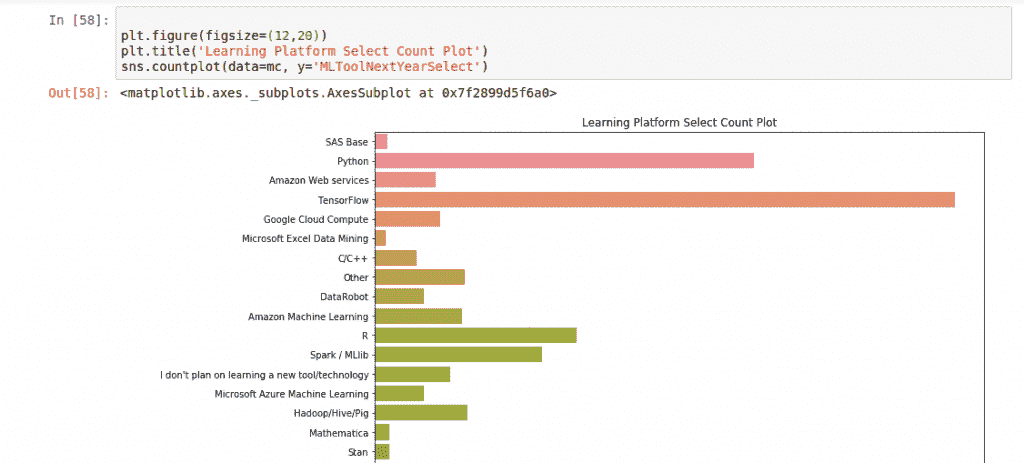 In [58]:
plt.figure(figsize=(12,20))
plt.title('Learning Platform Select Count Plot')
sns.countplot(data=mc, y='MLToolNextYearSelect')
Out[58]: <matplotlib.axes._subplots.AxesSubplot at 0x7f2899d5f6a0>
Learning Platform Select Count Plot
SAS Base
Python
Amazon Web services
TensorFlow
Google Cloud Compute
Microsoft Excel Data Mining
C/C++
Other
DataRobot
Amazon Machine Learning
R
Spark / MLlib
I don't plan on learning a new tool/technology
Microsoft Azure Machine Learning
Hadoop/Hive/Pig
Mathematica
Stan